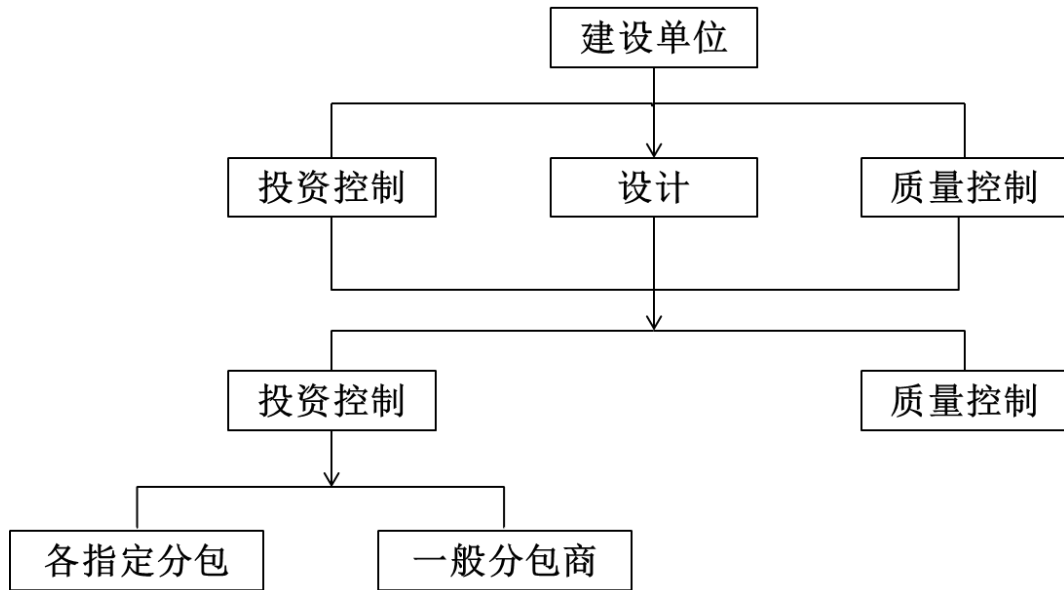 建设单位
投资控制
设计
质量控制
投资控制
质量控制
各指定分包
一般分包商